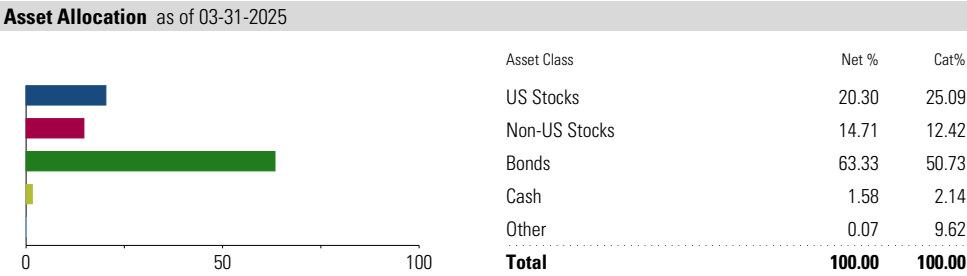 Asset Allocation as of 03-31-2025
Asset Class Net % Cat%
US Stocks 20.30 25.09
Non-US Stocks 14.71 12.42
Bonds 63.33 50.73
Cash 1.58 2.14
Other 0.07 9.62
Total 100.00 100.00
0 50 100